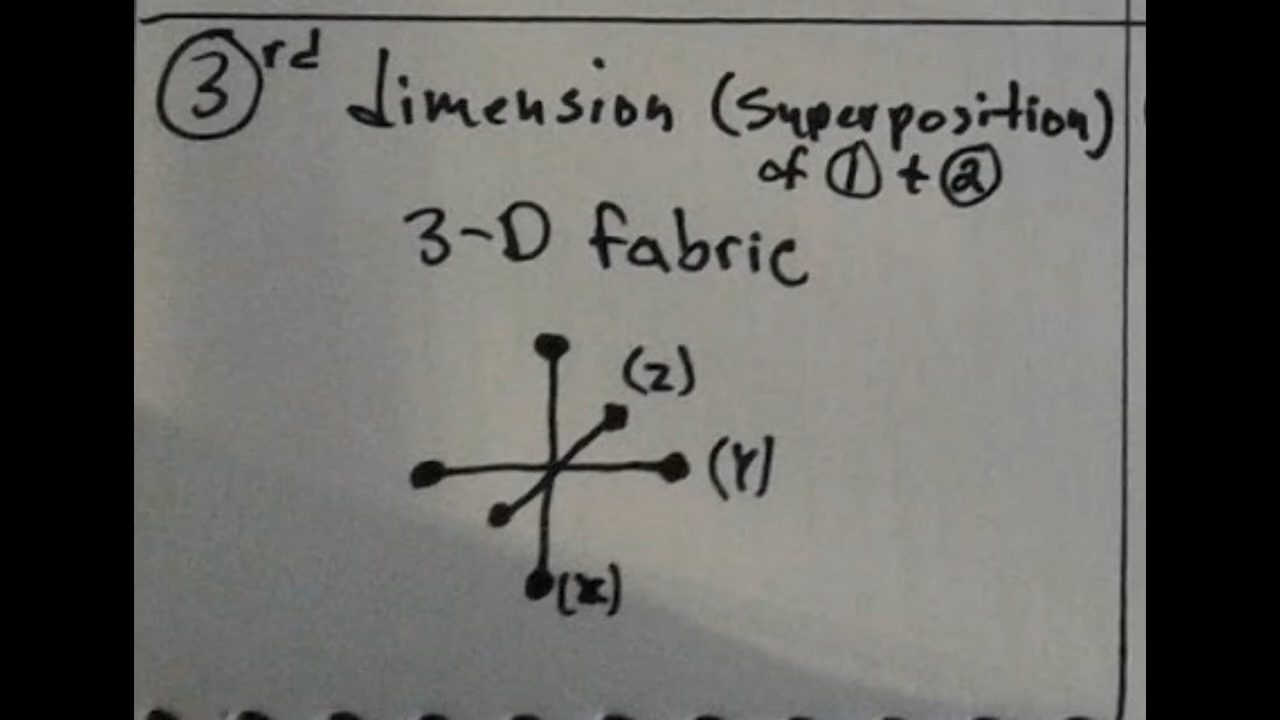 3rd dimension (Superposition)
of 1 + 2
3-D fabric
(z)
(Y)
(x)